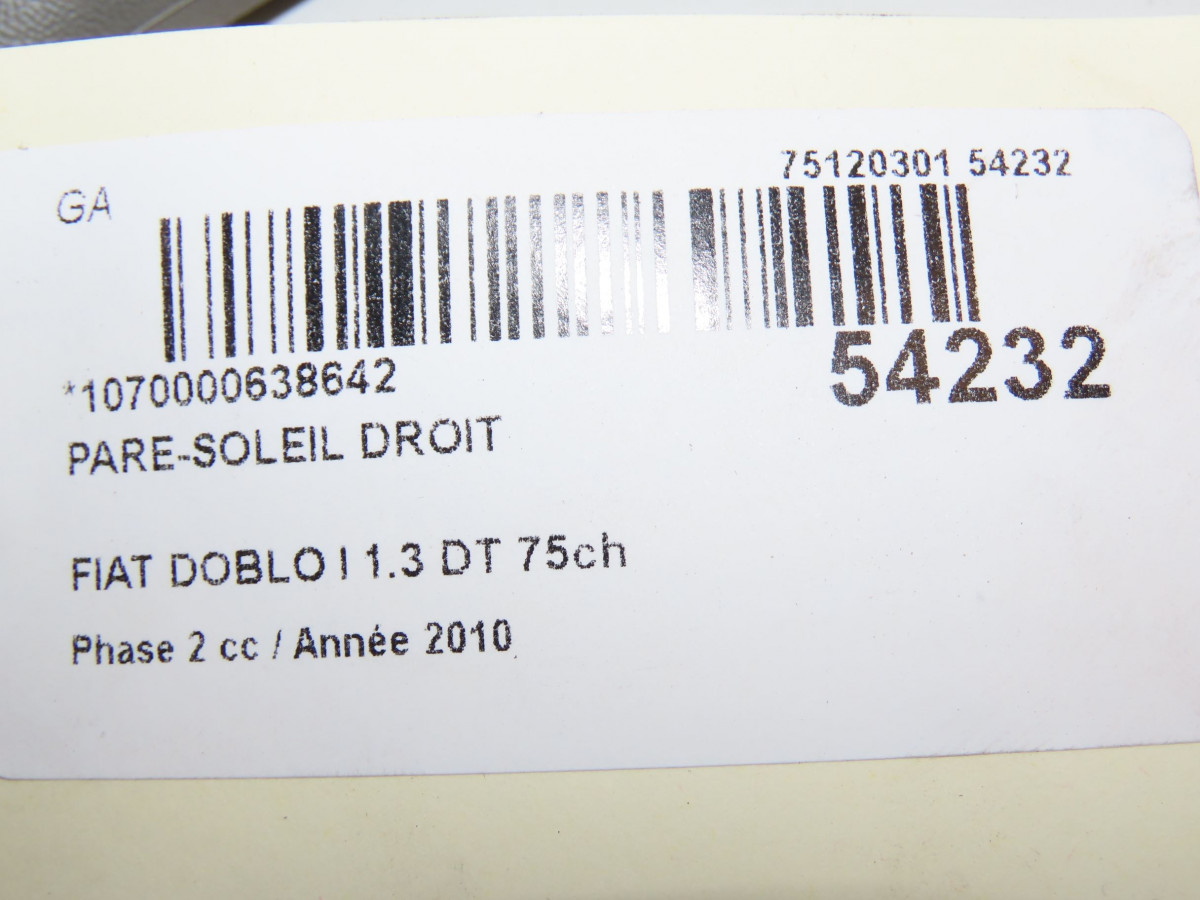 GA
75120301 54232
*1070000638642
54232
PARE-SOLEIL DROIT
FIAT DOBLO I 1.3 DT 75ch
Phase 2 cc / Année 2010